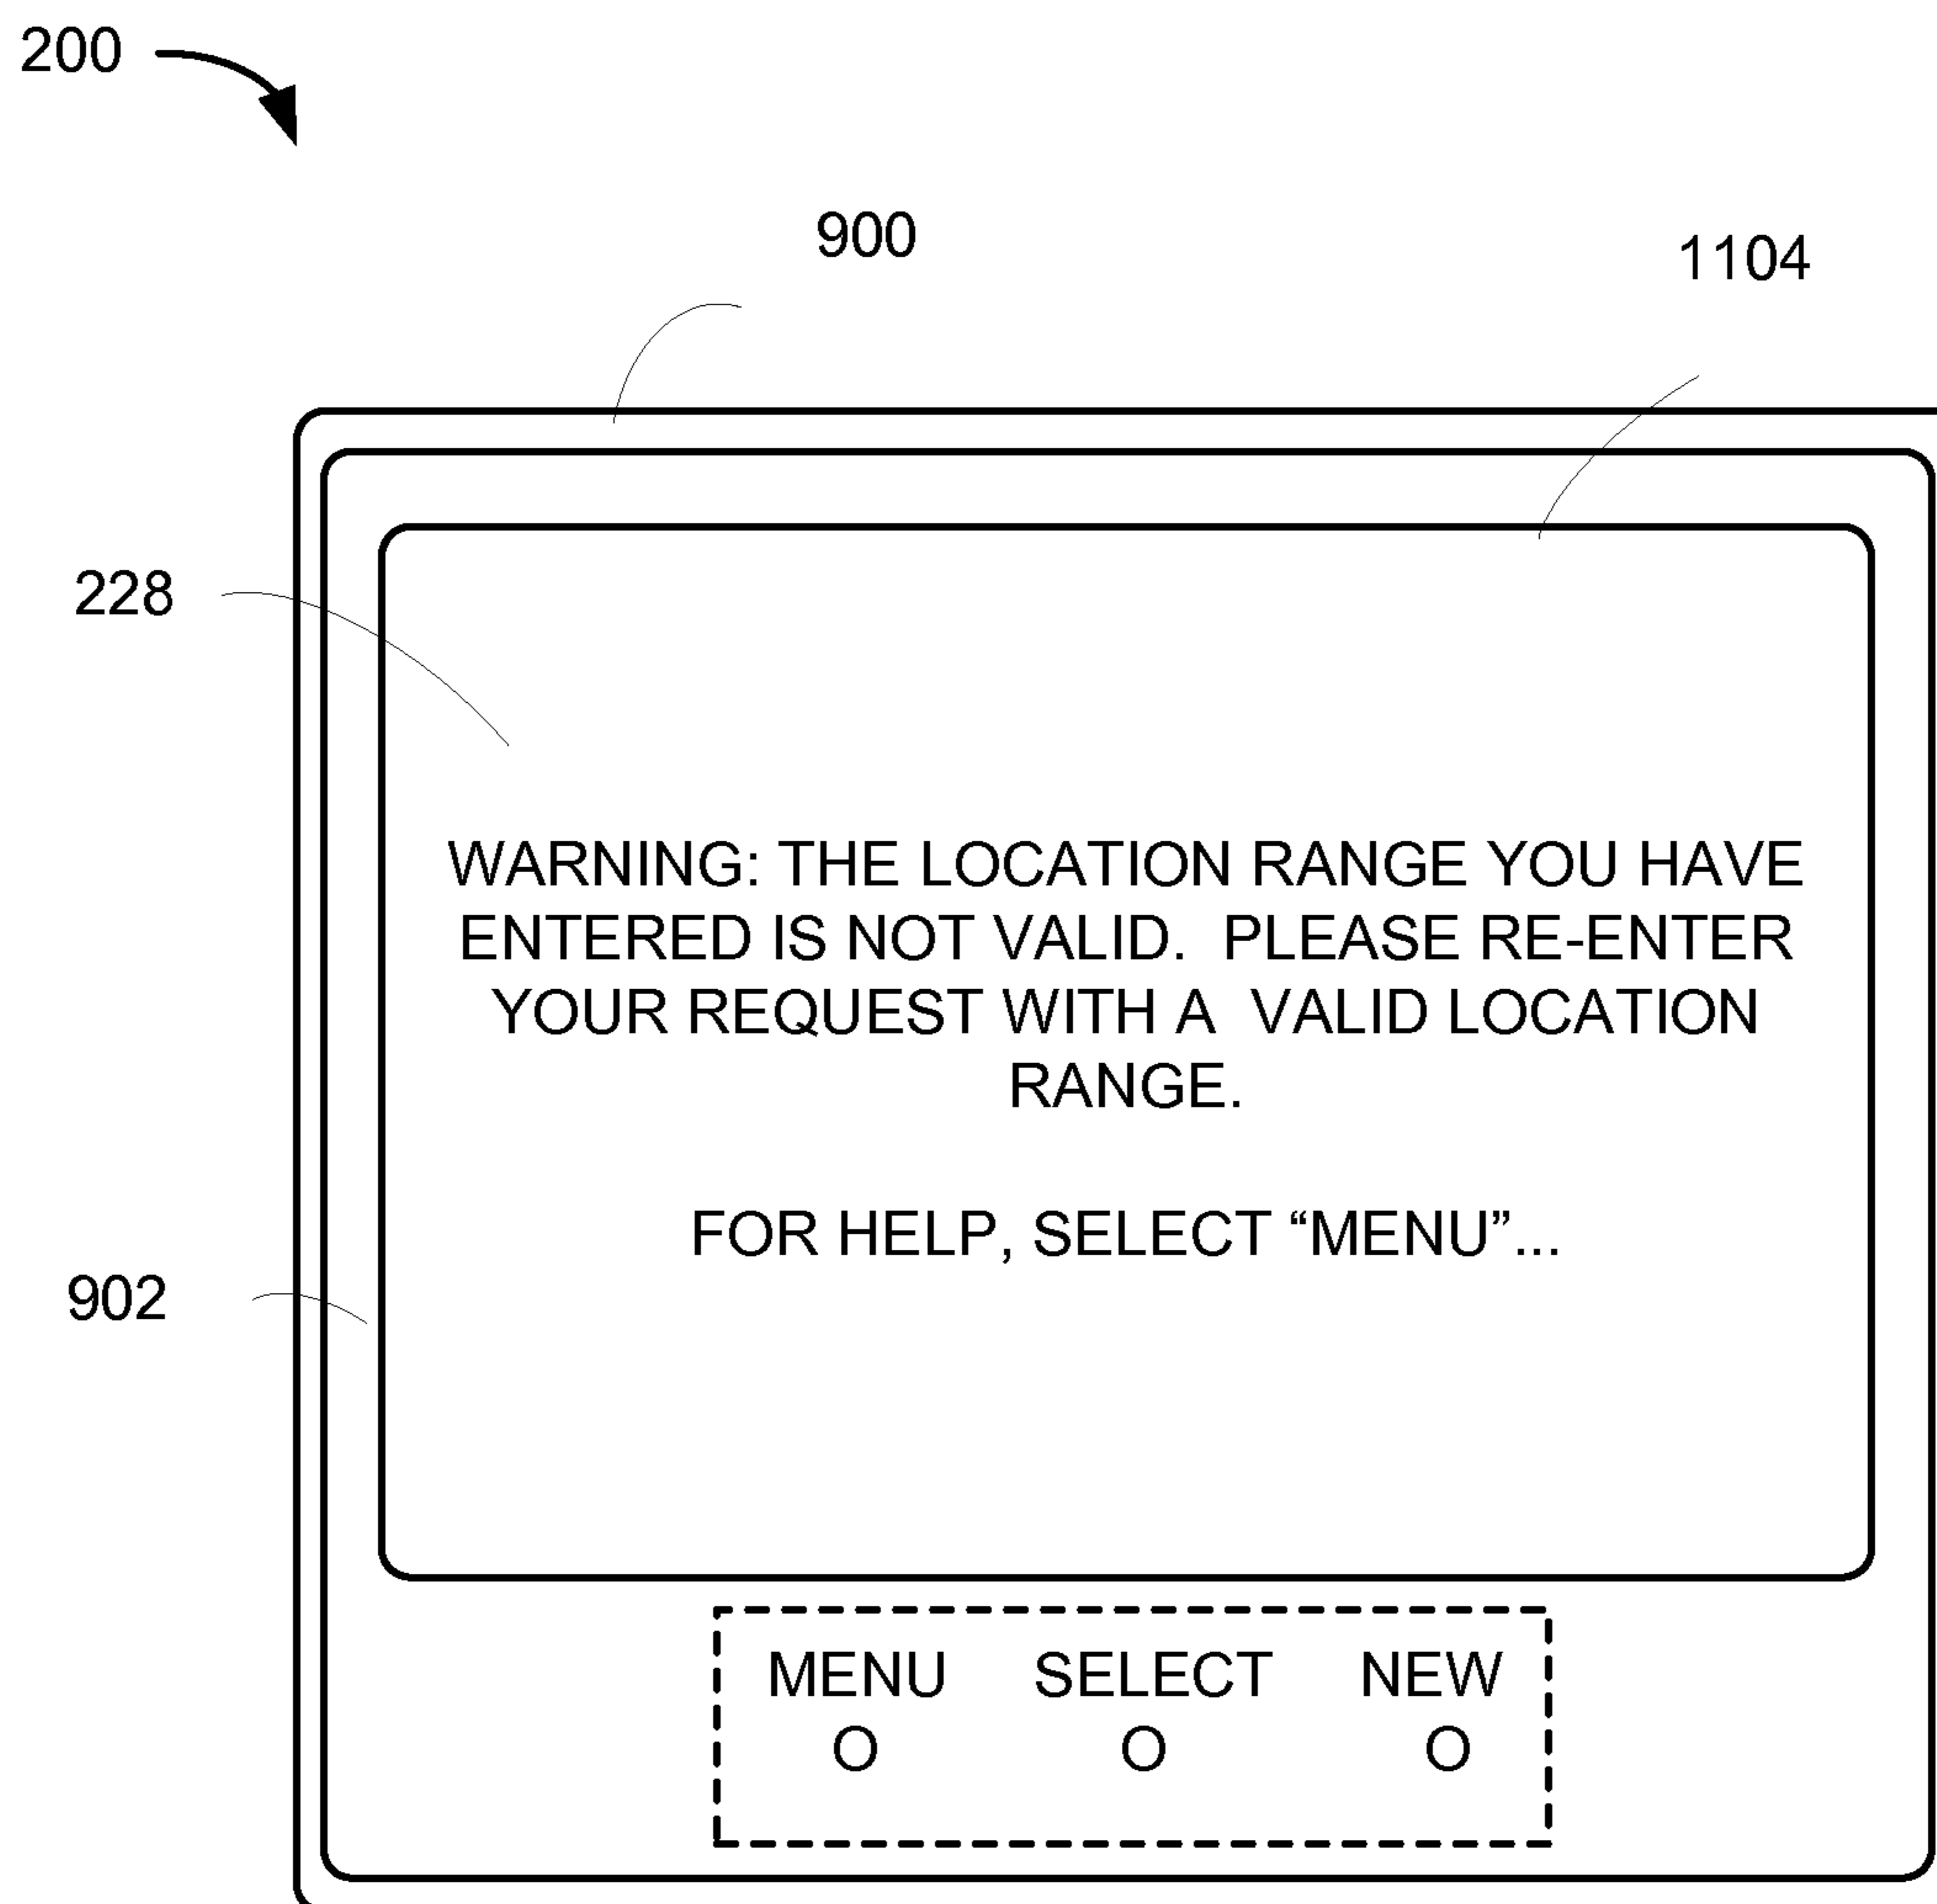 200
900
1104
228
WARNING: THE LOCATION RANGE YOU HAVE
ENTERED IS NOT VALID.  PLEASE RE-ENTER
YOUR REQUEST WITH A  VALID LOCATION
RANGE.
FOR HELP, SELECT “MENU”...
902
MENU SELECT NEW